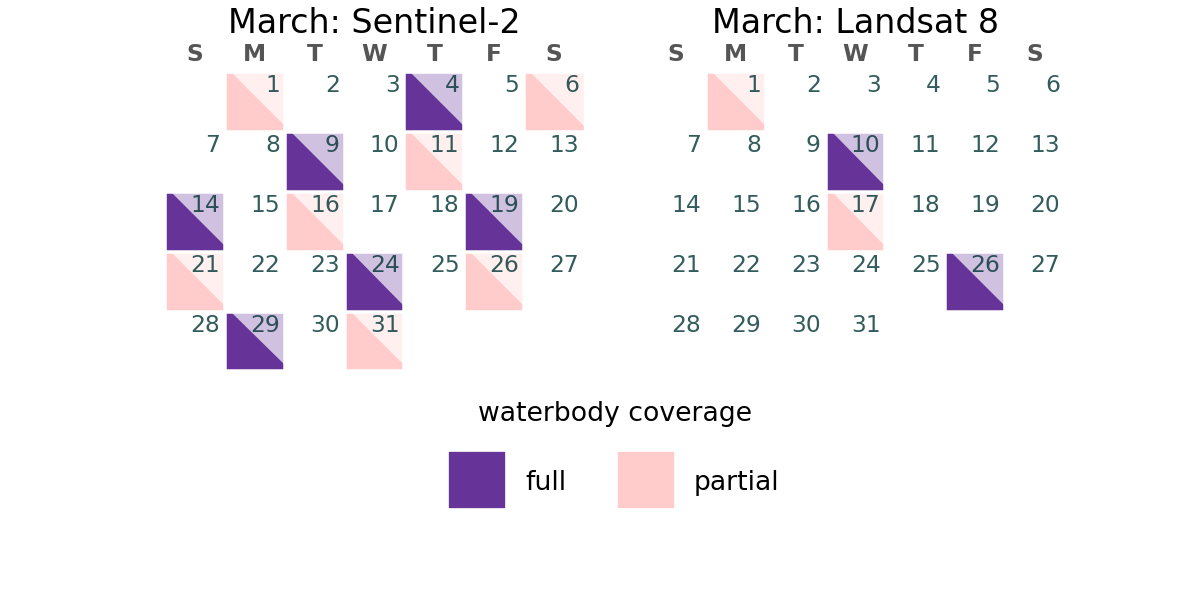 March: Sentinel-2
S M T W T F S
1 2 3 4 5 6
7 8 9 10 11 12 13
14 15 16 17 18 19 20
21 22 23 24 25 26 27
28 29 30 31
March: Landsat 8
S M T W T F S
1 2 3 4 5 6
7 8 9 10 11 12 13
14 15 16 17 18 19 20
21 22 23 24 25 26 27
28 29 30 31
waterbody coverage
full partial